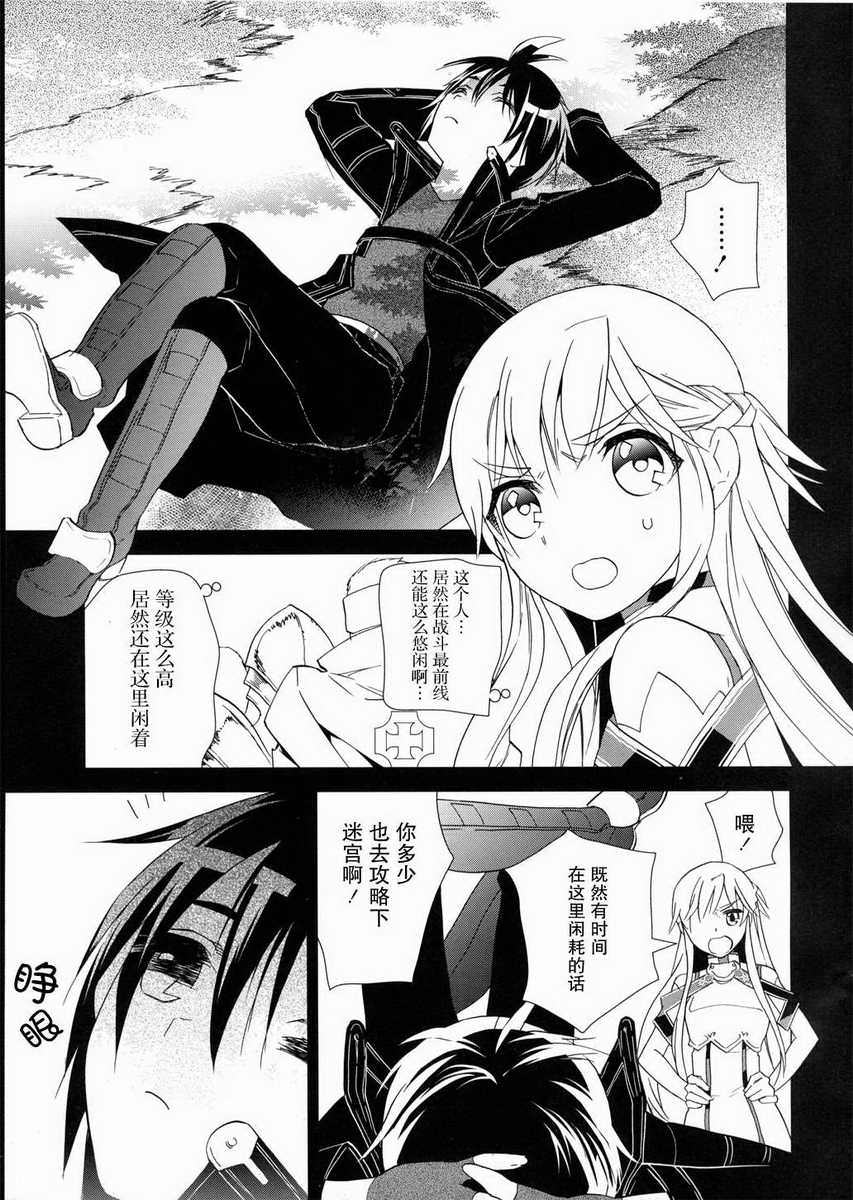 ……！
这个人…
居然在战斗最前线
还能这么悠闲啊…
等级这么高
居然还在这里闲着
喂！
既然有时间
在这里闲耗的话
你多少
也去攻略下
迷宫啊！
睁眼